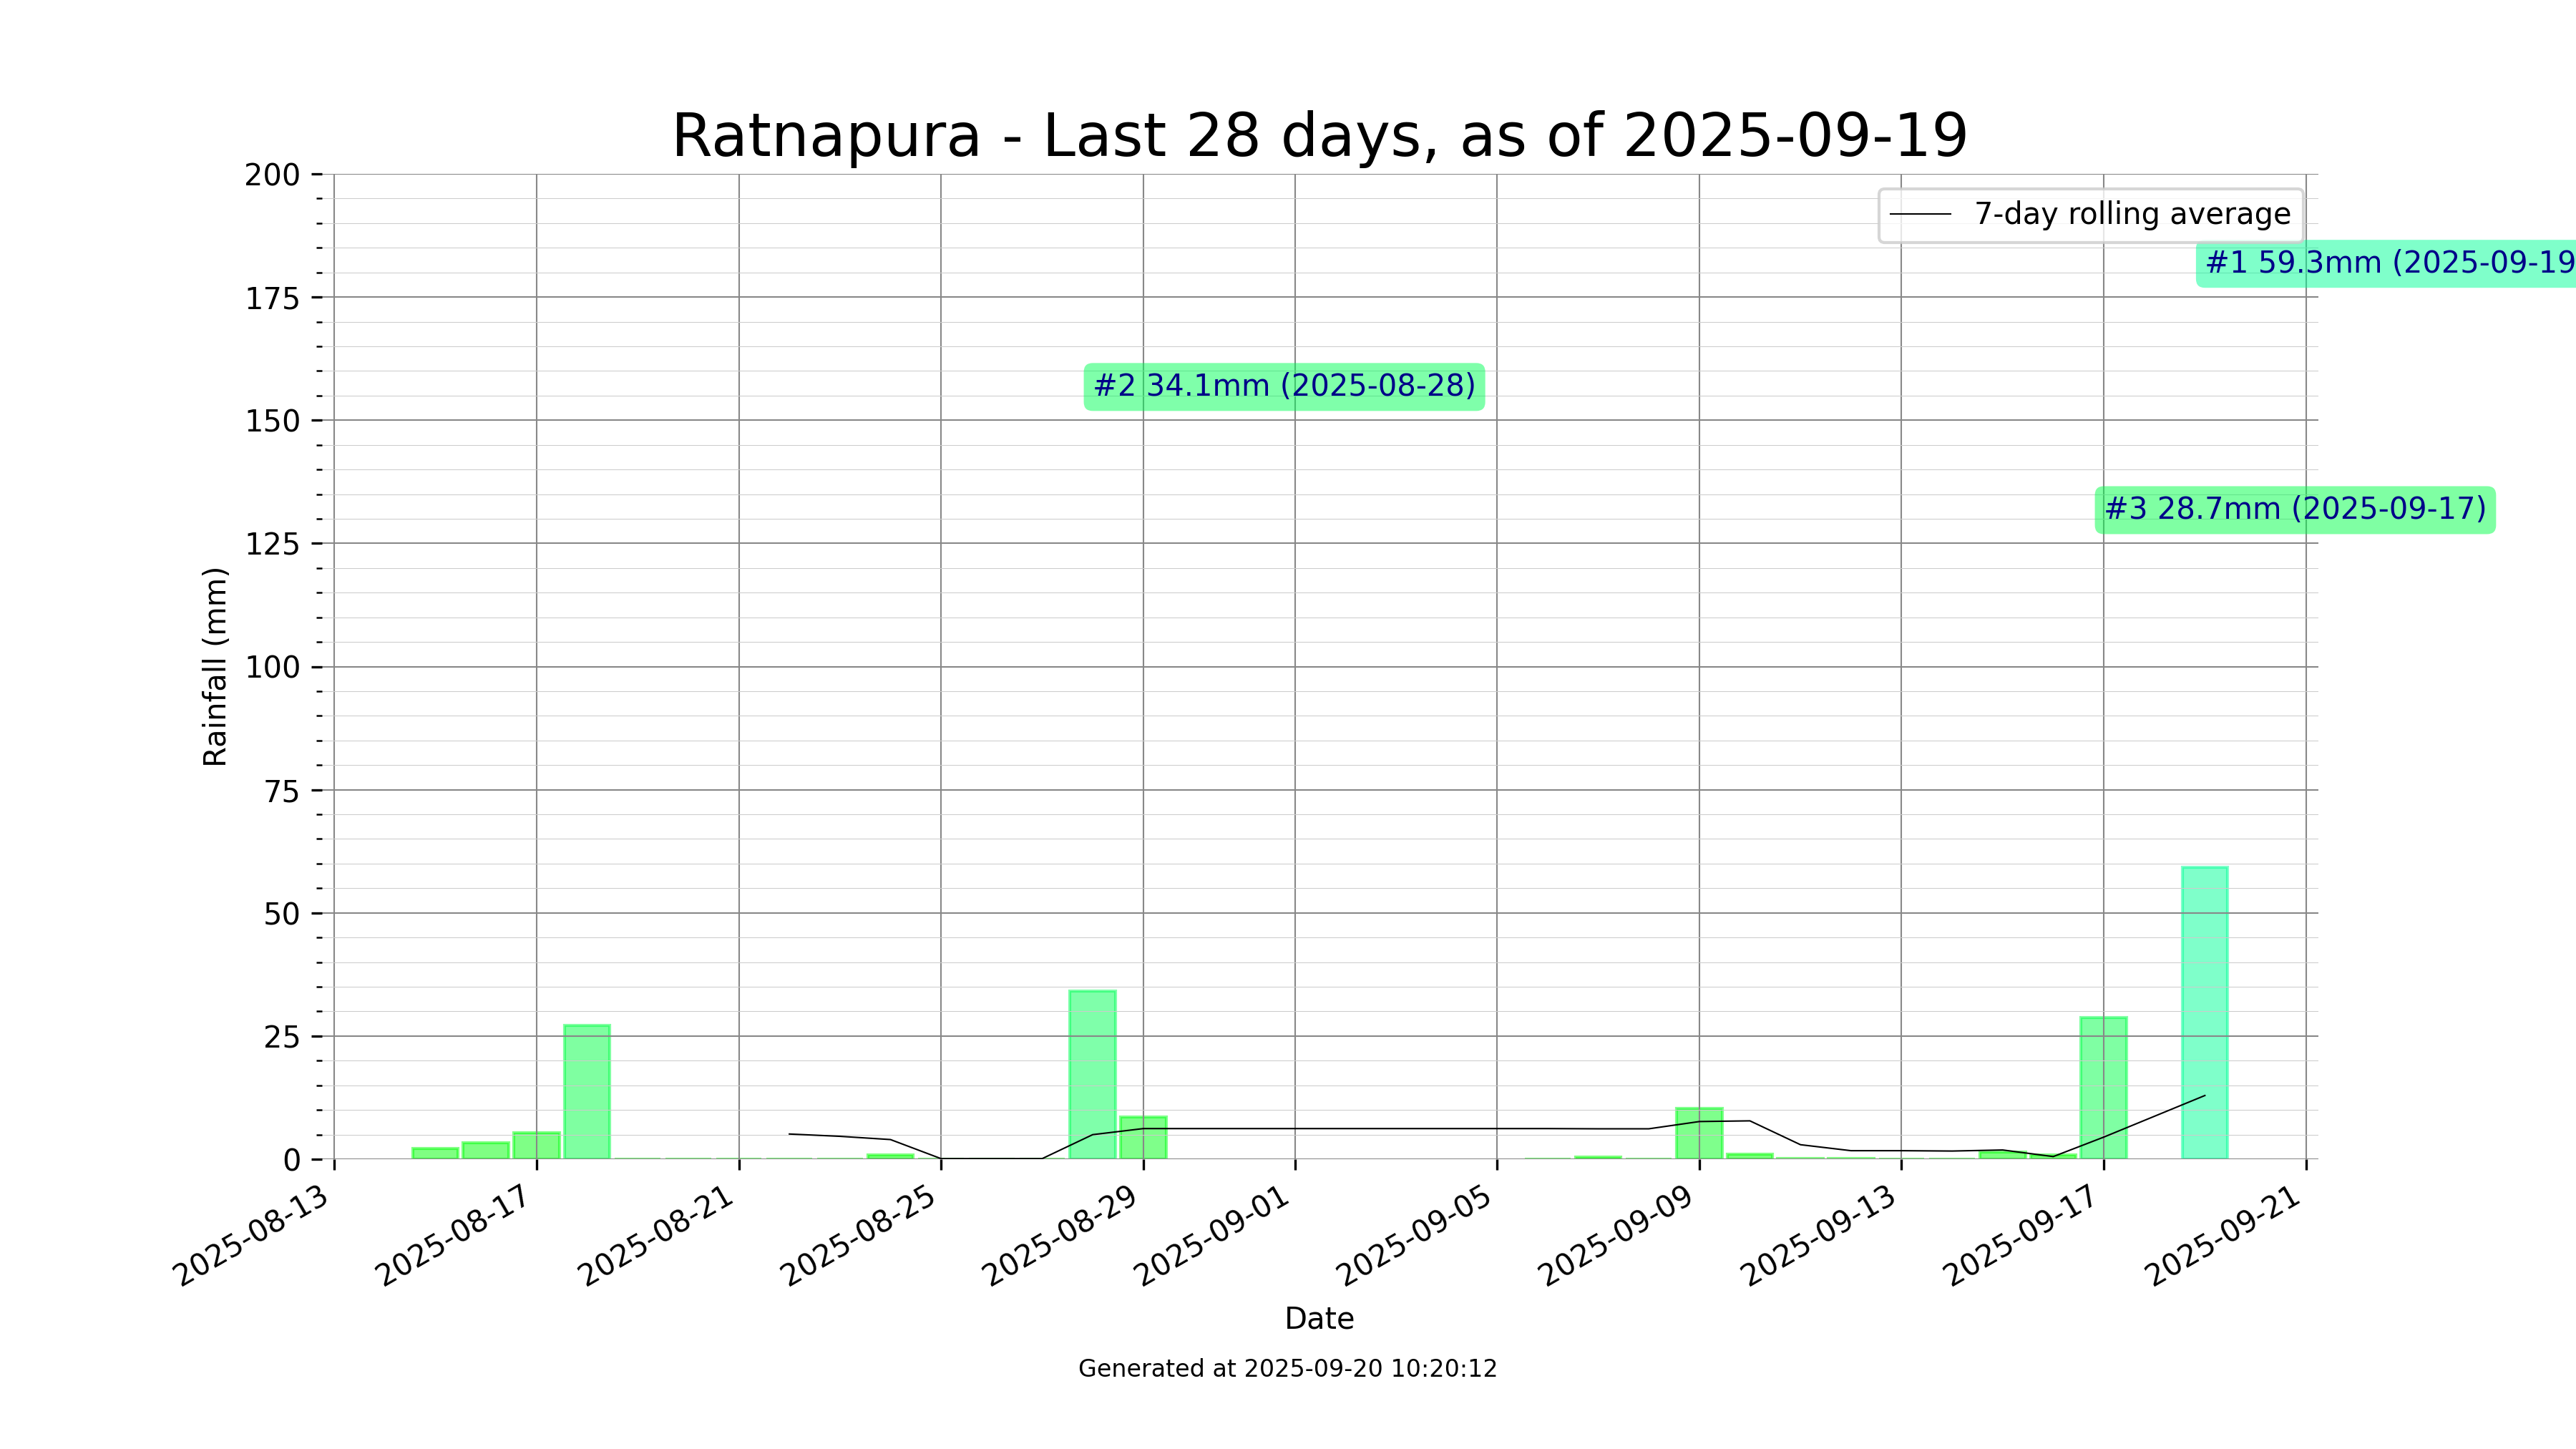 Ratnapura - Last 28 days, as of 2025-09-19
7-day rolling average
#1 59.3mm (2025-09-19
#2 34.1mm (2025-08-28)
#3 28.7mm (2025-09-17)
Rainfall (mm)
200
175
150
125
100
75
50
25
0
2025-08-13
2025-08-17
2025-08-21
2025-08-25
2025-08-29
2025-09-01
2025-09-05
2025-09-09
2025-09-13
2025-09-17
2025-09-21
Date
Generated at 2025-09-20 10:20:12